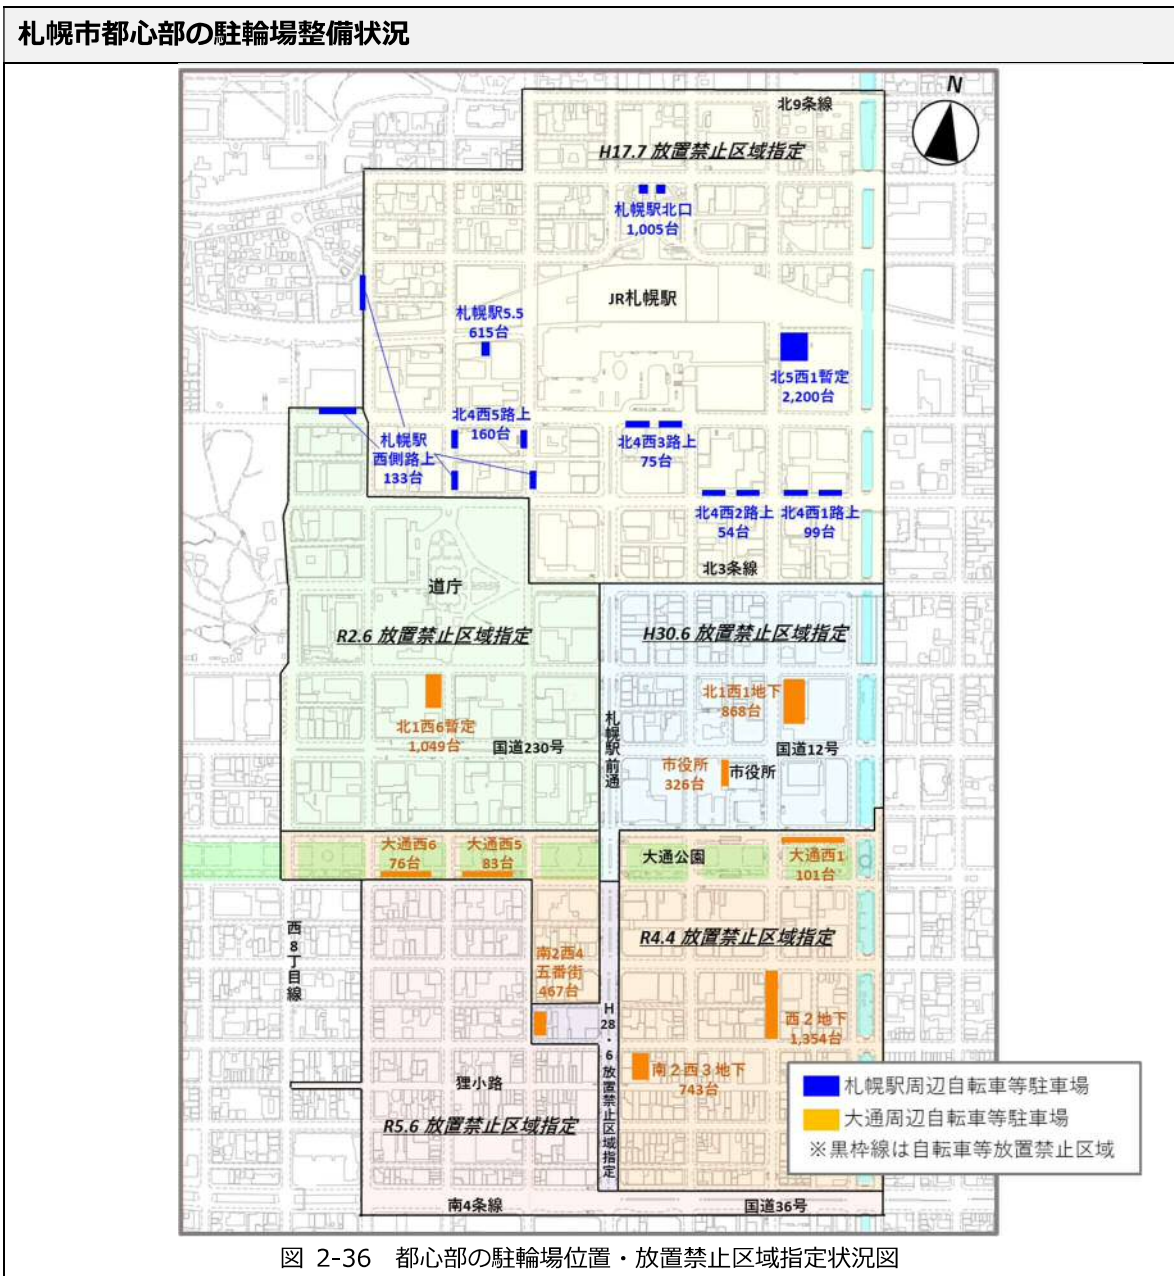 札幌市都心部の駐輪場整備状況
N
北9条線
H17.7 放置禁止区域指定
札幌駅北口
1,005台
JR札幌駅
札幌駅5.5
615台
北5西1暫定
2,200台
北4西5路上
160台
札幌駅
西側路上
133台
北4西3路上
75台
北4西2路上
54台
北4西1路上
99台
北3条線
道庁
R2.6 放置禁止区域指定
H30.6 放置禁止区域指定
北1西6暫定
1,049台
国道230号
札幌駅前通
北1西1地下
868台
国道12号
市役所
326台
市役所
大通西6
76台
大通西5
83台
大通公園
大通西1
101台
西8丁目線
南2西4
五番街
467台
R4.4 放置禁止区域指定
西2地下
1,354台
H28・6放置禁止区域指定
南2西3地下
743台
狸小路
R5.6 放置禁止区域指定
南4条線
国道36号
札幌駅周辺自転車等駐車場
大通周辺自転車等駐車場
※黒枠線は自転車等放置禁止区域
図 2-36 都心部の駐輪場位置・放置禁止区域指定状況図